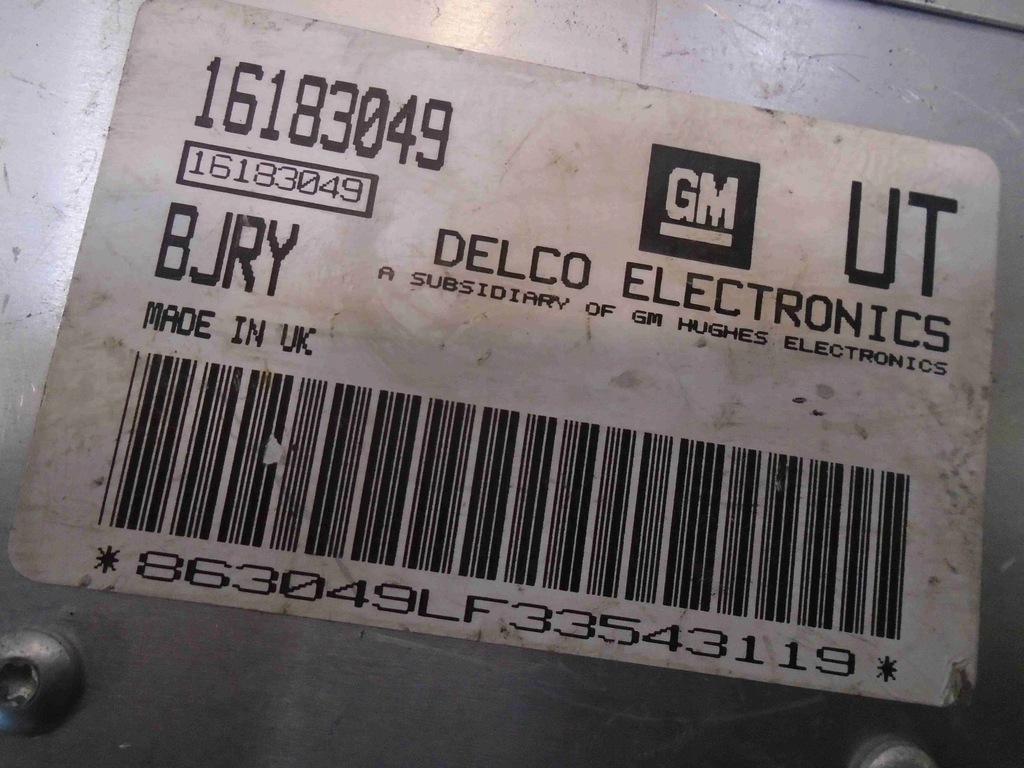 16183049
16183049
BJRY
MADE IN UK
GM
UT
DELCO ELECTRONICS
A SUBSIDIARY OF GM HUGHES ELECTRONICS
*863049LF33543119*